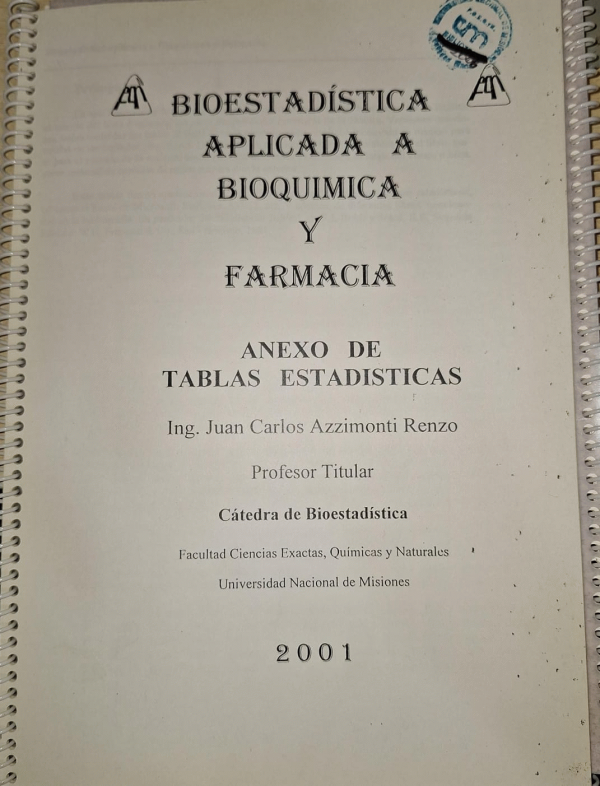 BIOESTADÍSTICA
APLICADA A
BIOQUIMICA
Y
FARMACIA
ANEXO DE
TABLAS ESTADISTICAS
Ing. Juan Carlos Azzimonti Renzo
Profesor Titular
Cátedra de Bioestadística
Facultad Ciencias Exactas, Químicas y Naturales
Universidad Nacional de Misiones
2001